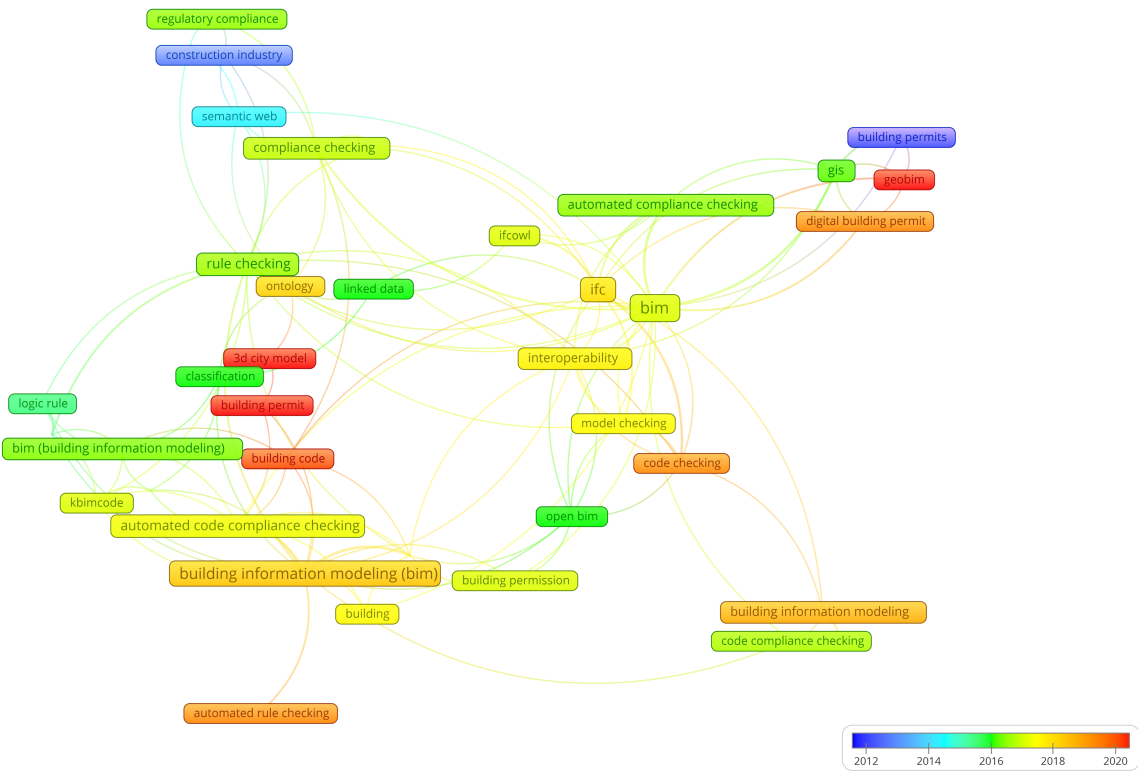 regulatory compliance
construction industry
semantic web
building permits
compliance checking
gis
geobim
automated compliance checking
digital building permit
ifcowl
rule checking
ontology
linked data
ifc
bim
3d city model
interoperability
classification
logic rule
building permit
model checking
bim (building information modeling)
building code
code checking
kbimcode
open bim
automated code compliance checking
building information modeling (bim)
building permission
building
building information modeling
code compliance checking
automated rule checking
2012 2014 2016 2018 2020